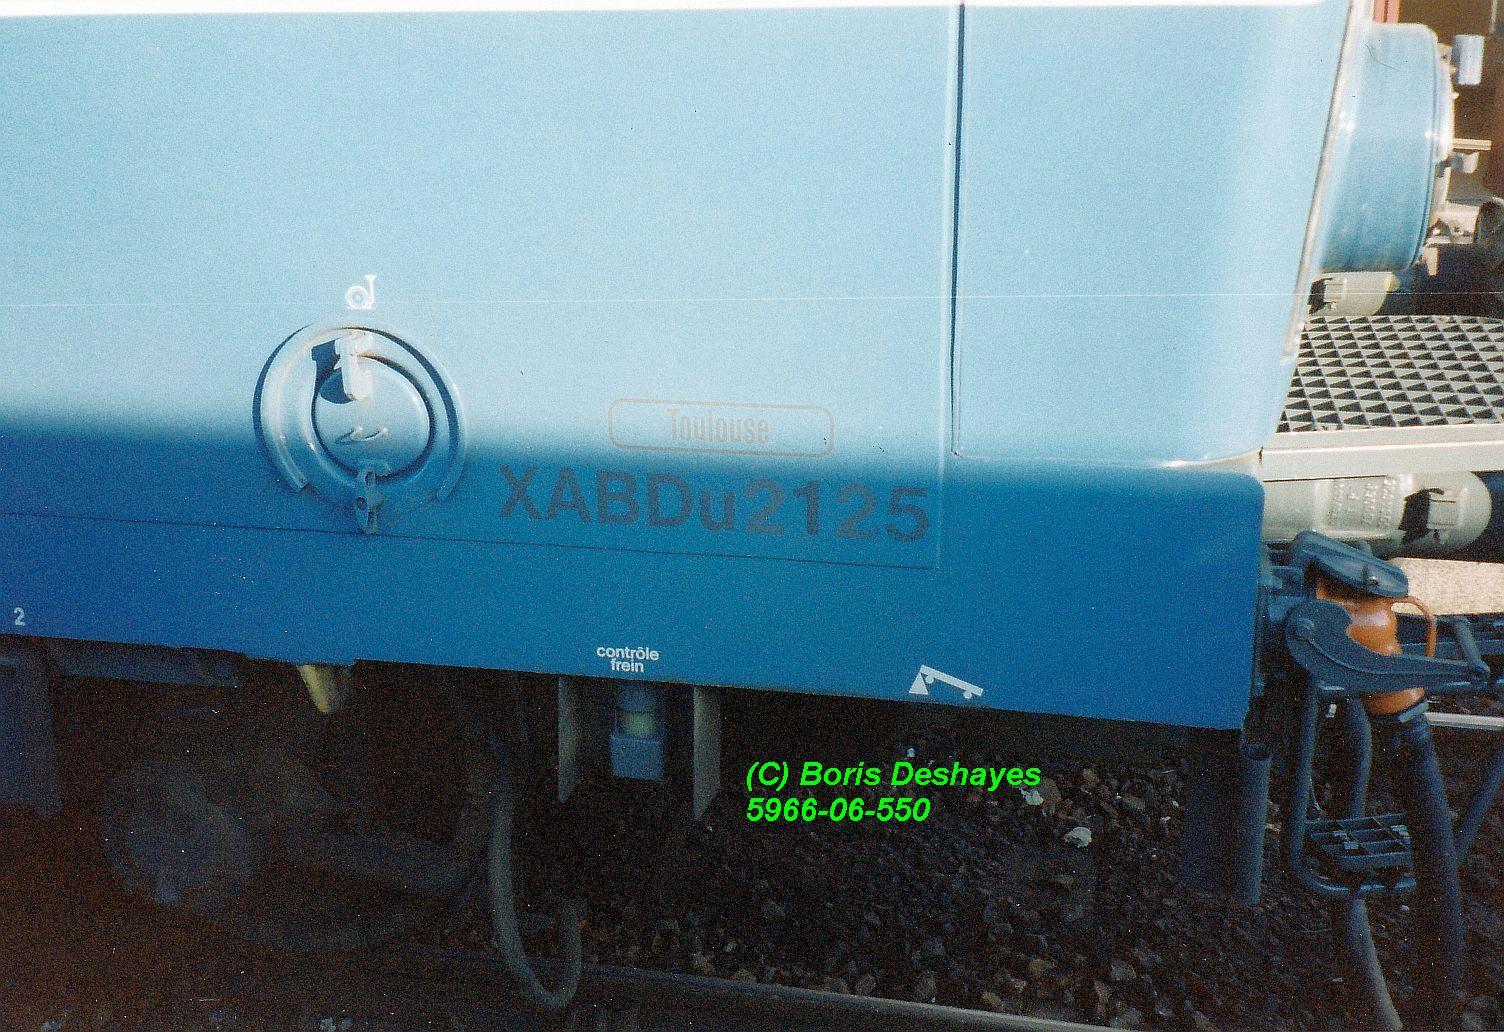 Toulouse
XABDu2125
2
contrôle
frein
(C) Boris Deshayes
5966-06-550